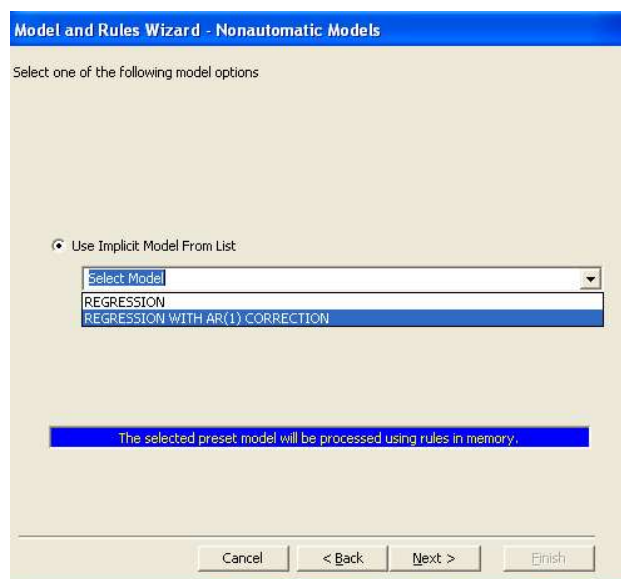 Model and Rules Wizard - Nonautomatic Models
Select one of the following model options
Use Implicit Model From List
Select Model
REGRESSION
REGRESSION WITH AR(1) CORRECTION
The selected preset model will be processed using rules in memory.
Cancel < Back Next > Finish